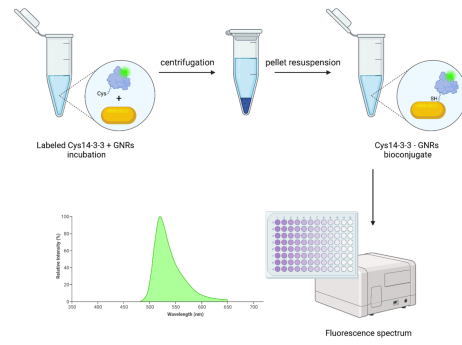 centrifugation
pellet resuspension
Cys
+
SH
Labeled Cys14-3-3 + GNRs
incubation
Cys14-3-3 - GNRs
bioconjugate
Relative Intensity (%)
100
80
60
40
20
0
350
400
450
500
550
600
650
700
Wavelength (nm)
Fluorescence spectrum